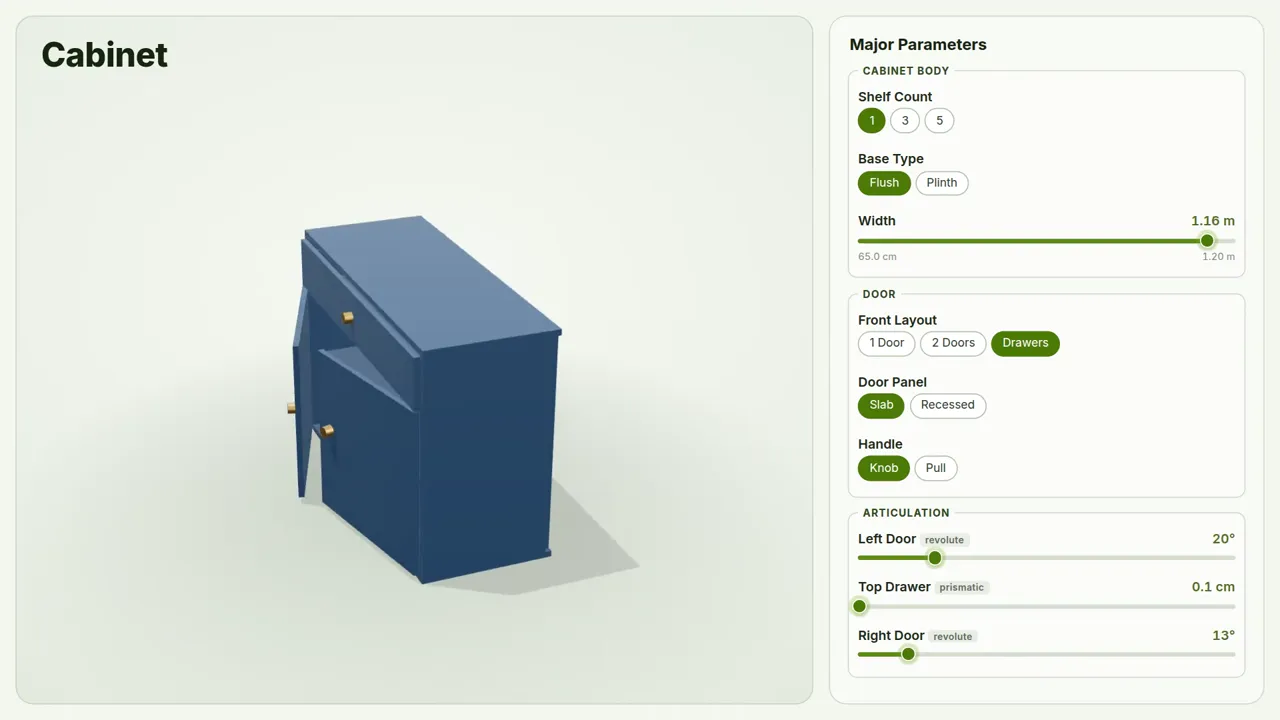 Cabinet
Major Parameters
CABINET BODY
Shelf Count
1 3 5
Base Type
Flush Plinth
Width 1.16 m
65.0 cm 1.20 m
DOOR
Front Layout
1 Door 2 Doors Drawers
Door Panel
Slab Recessed
Handle
Knob Pull
ARTICULATION
Left Door revolute 20°
Top Drawer prismatic 0.1 cm
Right Door revolute 13°